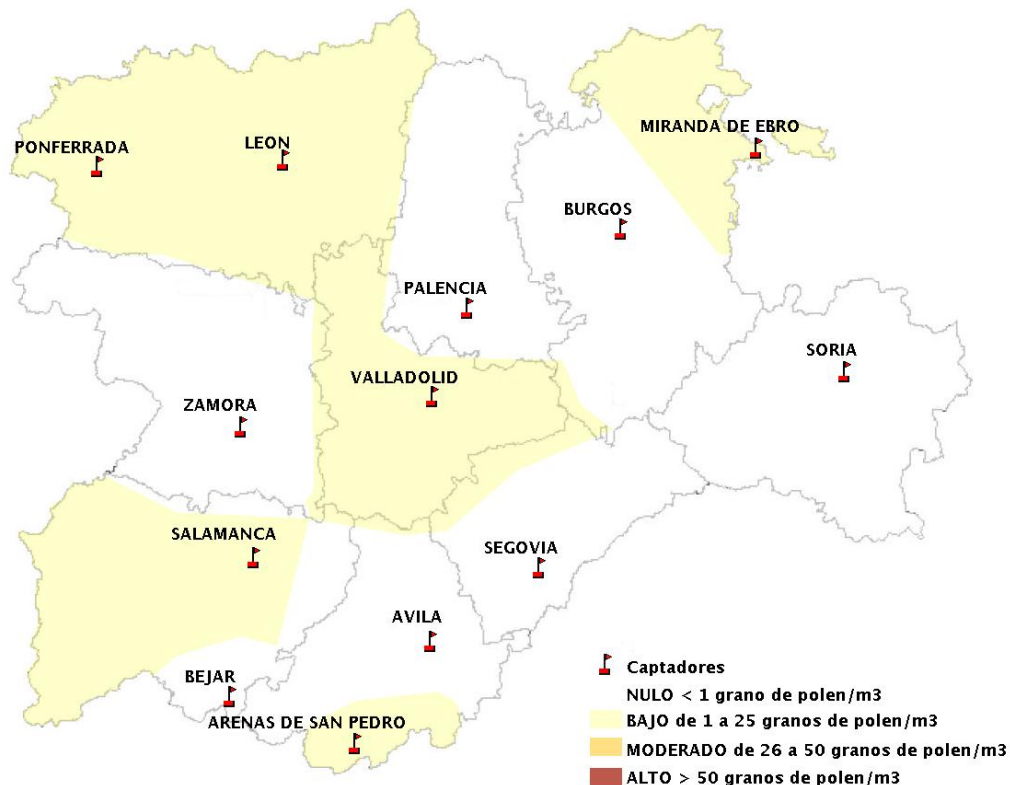 MIRANDA DE EBRO
PONFERRADA
LEON
BURGOS
PALENCIA
SORIA
VALLADOLID
ZAMORA
SALAMANCA
SEGOVIA
AVILA
BEJAR
ARENAS DE SAN PEDRO
Captadores
NULO < 1 grano de polen/m3
BAJO de 1 a 25 granos de polen/m3
MODERADO de 26 a 50 granos de polen/m3
ALTO > 50 granos de polen/m3